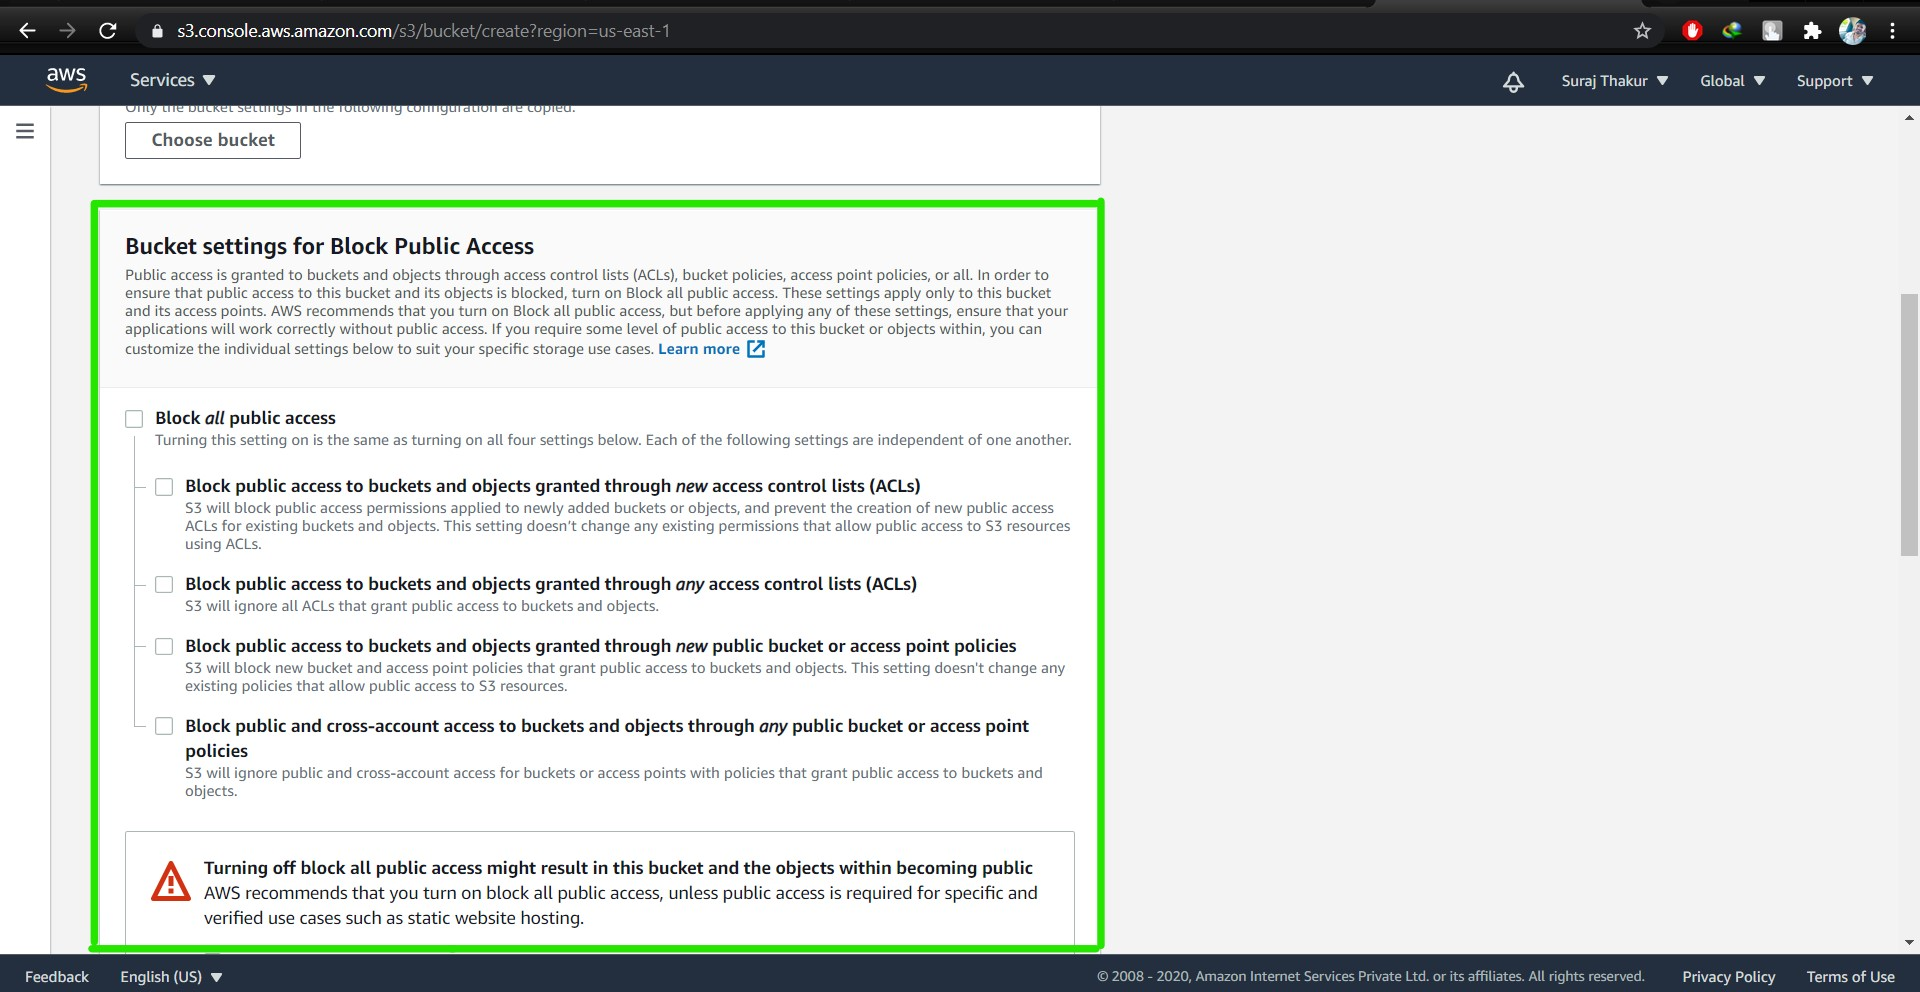 s3.console.aws.amazon.com/s3/bucket/create?region=us-east-1
aws Services Suraj Thakur Global Support
Only the bucket settings in the following configuration are copied.
Choose bucket
Bucket settings for Block Public Access
Public access is granted to buckets and objects through access control lists (ACLs), bucket policies, access point policies, or all. In order to
ensure that public access to this bucket and its objects is blocked, turn on Block all public access. These settings apply only to this bucket
and its access points. AWS recommends that you turn on Block all public access, but before applying any of these settings, ensure that your
applications will work correctly without public access. If you require some level of public access to this bucket or objects within, you can
customize the individual settings below to suit your specific storage use cases. Learn more
Block all public access
Turning this setting on is the same as turning on all four settings below. Each of the following settings are independent of one another.
Block public access to buckets and objects granted through new access control lists (ACLs)
S3 will block public access permissions applied to newly added buckets or objects, and prevent the creation of new public access
ACLs for existing buckets and objects. This setting doesn't change any existing permissions that allow public access to S3 resources
using ACLs.
Block public access to buckets and objects granted through any access control lists (ACLs)
S3 will ignore all ACLs that grant public access to buckets and objects.
Block public access to buckets and objects granted through new public bucket or access point policies
S3 will block new bucket and access point policies that grant public access to buckets and objects. This setting doesn't change any
existing policies that allow public access to S3 resources.
Block public and cross-account access to buckets and objects through any public bucket or access point
policies
S3 will ignore public and cross-account access for buckets or access points with policies that grant public access to buckets and
objects.
Turning off block all public access might result in this bucket and the objects within becoming public
AWS recommends that you turn on block all public access, unless public access is required for specific and
verified use cases such as static website hosting.
Feedback English (US) © 2008 - 2020, Amazon Internet Services Private Ltd. or its affiliates. All rights reserved. Privacy Policy Terms of Use